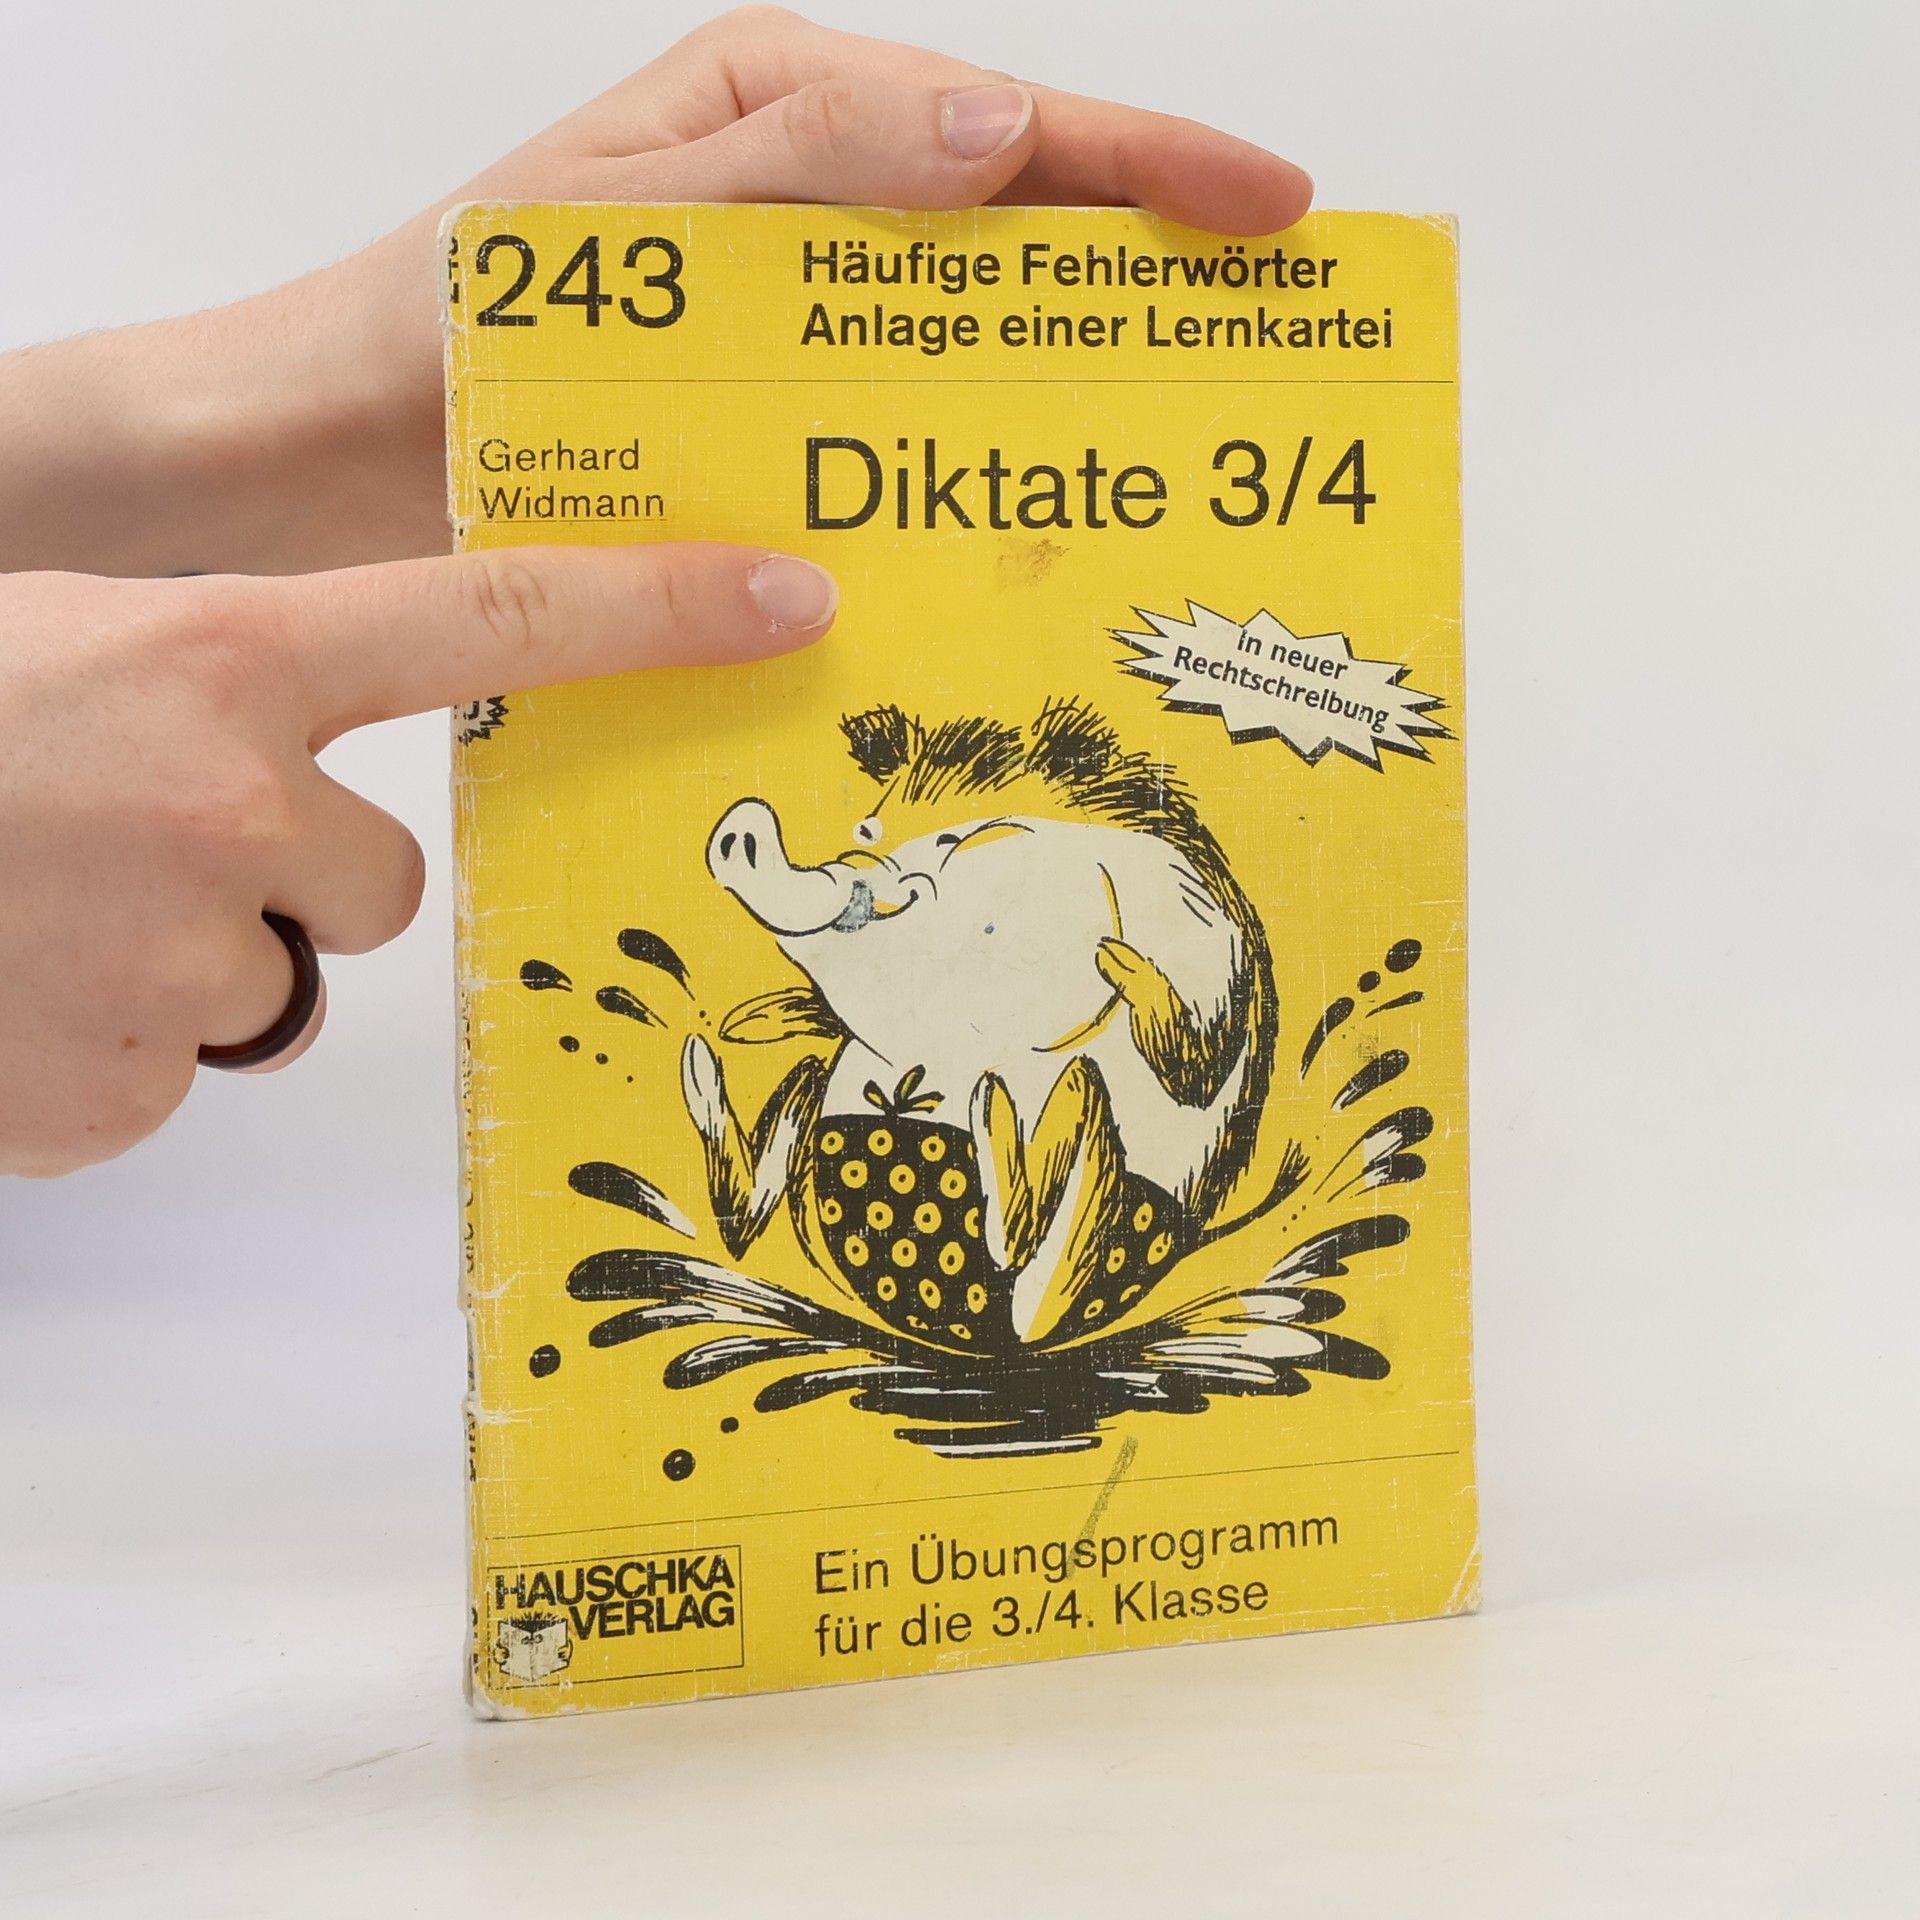 243
Häufige Fehlerwörter
Anlage einer Lernkartei
Gerhard
Widmann
Diktate 3/4
In neuer
Rechtschreibung
HAUSCHKA
VERLAG
Ein Übungsprogramm
für die 3./4. Klasse